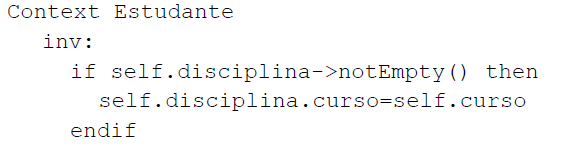 Context Estudante
inv:
if self.disciplina->notEmpty() then
self.disciplina.curso=self.curso
endif